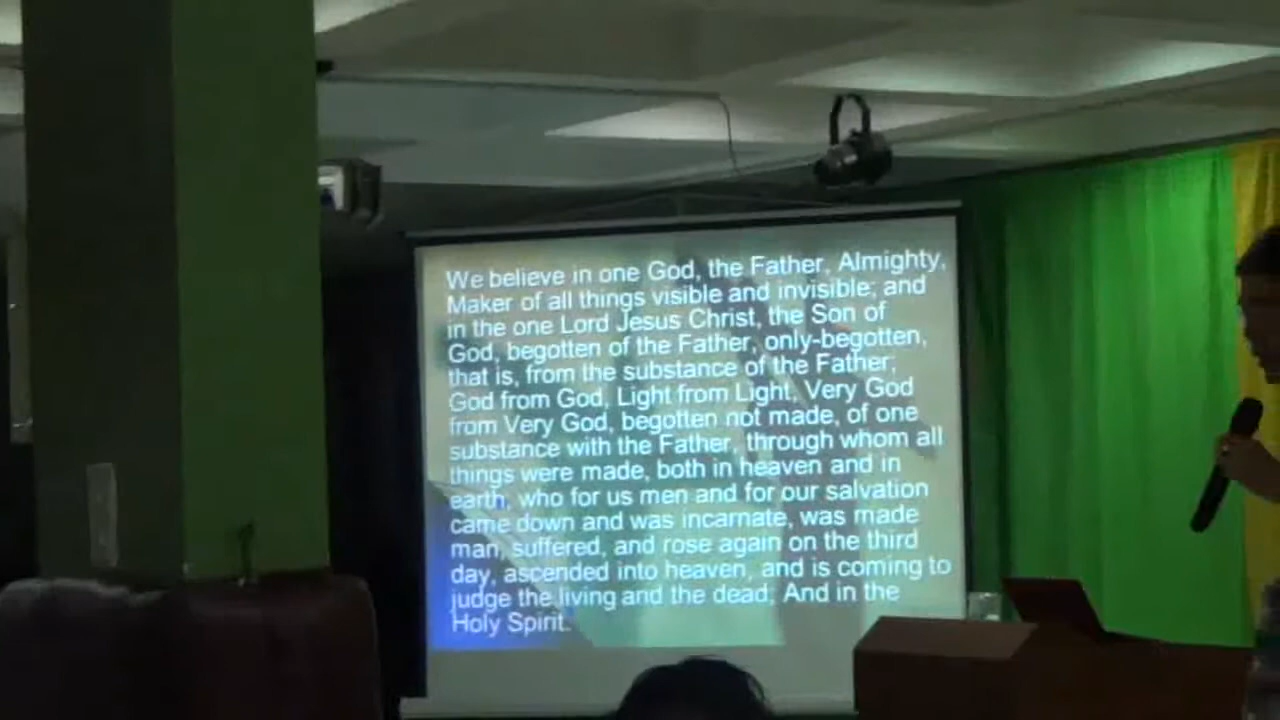 We believe in one God, the Father, Almighty,
Maker of all things visible and invisible; and
in the one Lord Jesus Christ, the Son of
God, begotten of the Father, only-begotten,
that is, from the substance of the Father;
God from God, Light from Light, Very God
from Very God, begotten not made, of one
substance with the Father, through whom all
things were made, both in heaven and in
earth; who for us men and for our salvation
came down and was incarnate, was made
man, suffered, and rose again on the third
day, ascended into heaven, and is coming to
judge the living and the dead; And in the
Holy Spirit.